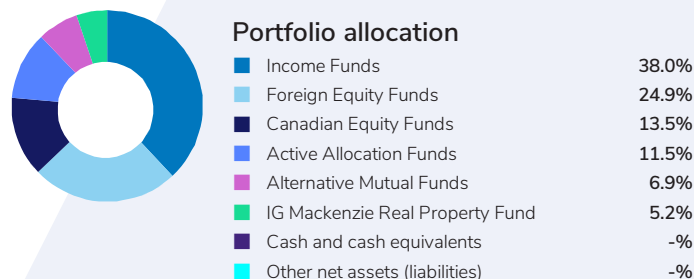 Portfolio allocation
Income Funds 38.0%
Foreign Equity Funds 24.9%
Canadian Equity Funds 13.5%
Active Allocation Funds 11.5%
Alternative Mutual Funds 6.9%
IG Mackenzie Real Property Fund 5.2%
Cash and cash equivalents -%
Other net assets (liabilities) -%